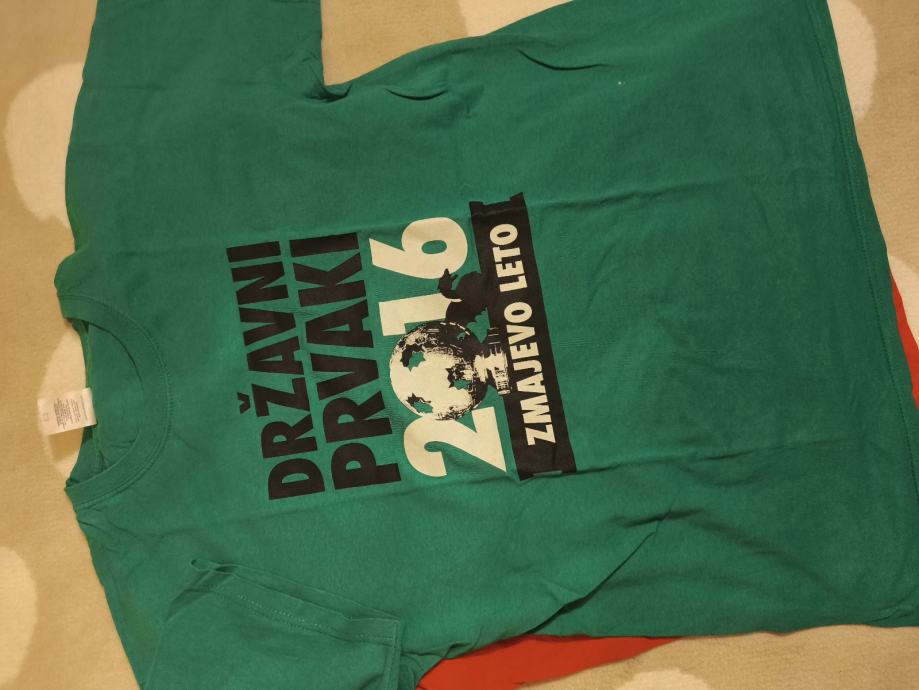 DRŽAVNI
PRVAKI
2016
ZMAJEVO LETO